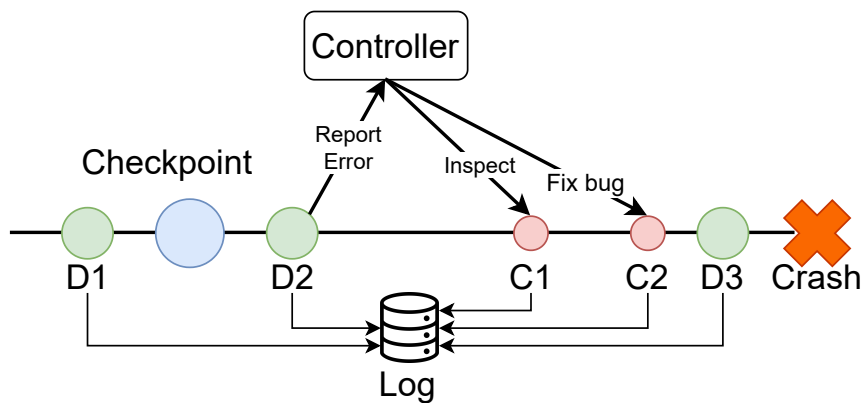 Controller
Report
Error
Checkpoint
Inspect
Fix bug
D1
D2
C1
C2
D3
Crash
Log